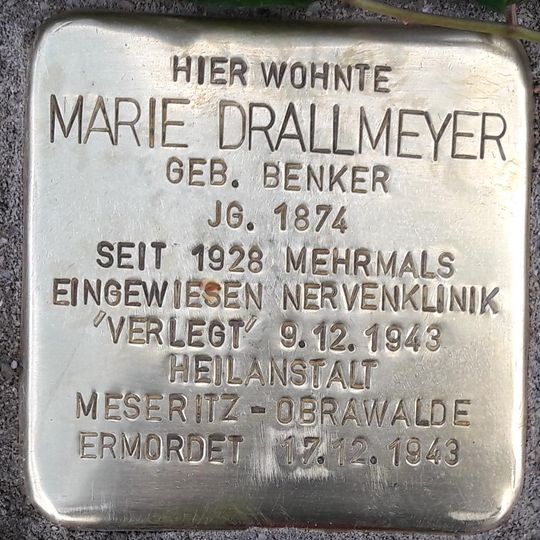 HIER WOHNTE
MARIE DRALLMEYER
GEB. BENKER
JG. 1874
SEIT 1928 MEHRMALS
EINGEWIESEN NERVENKLINIK
'VERLEGT' 9.12.1943
HEILANSTALT
MESERITZ-OBRAWALDE
ERMORDET 17.12.1943